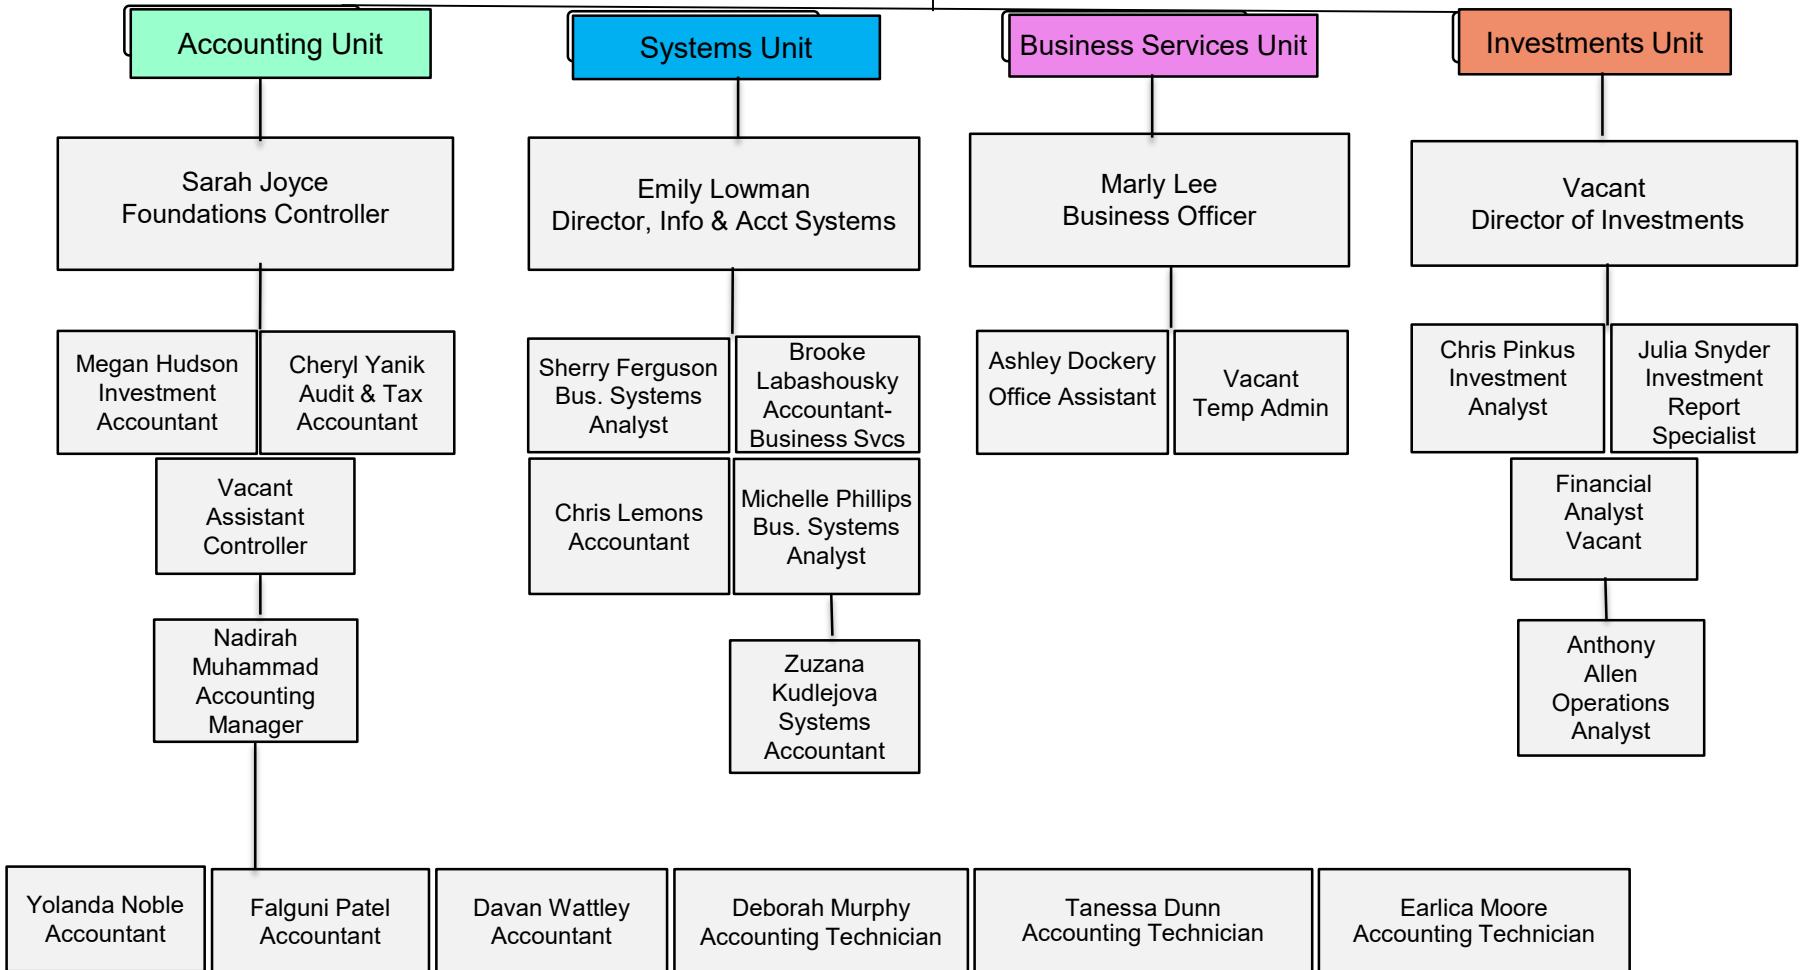 Accounting Unit
Systems Unit
Business Services Unit
Investments Unit
Sarah Joyce
Foundations Controller
Emily Lowman
Director, Info & Acct Systems
Marly Lee
Business Officer
Vacant
Director of Investments
Megan Hudson
Investment
Accountant
Cheryl Yanik
Audit & Tax
Accountant
Sherry Ferguson
Bus. Systems
Analyst
Brooke
Labashousky
Accountant-
Business Svcs
Ashley Dockery
Office Assistant
Vacant
Temp Admin
Chris Pinkus
Investment
Analyst
Julia Snyder
Investment
Report
Specialist
Vacant
Assistant
Controller
Chris Lemons
Accountant
Michelle Phillips
Bus. Systems
Analyst
Financial
Analyst
Vacant
Nadirah
Muhammad
Accounting
Manager
Zuzana
Kudlejova
Systems
Accountant
Anthony
Allen
Operations
Analyst
Yolanda Noble
Accountant
Falguni Patel
Accountant
Davan Wattley
Accountant
Deborah Murphy
Accounting Technician
Tanessa Dunn
Accounting Technician
Earlica Moore
Accounting Technician